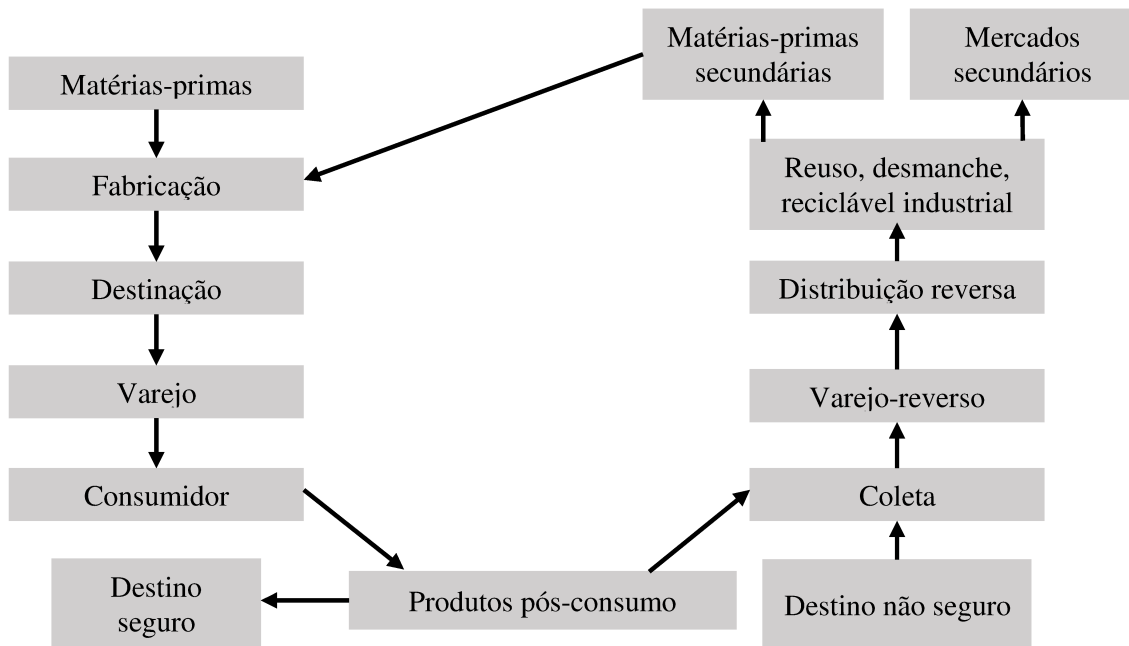 Matérias-primas
Fabricação
Destinação
Varejo
Consumidor
Destino
seguro
Produtos pós-consumo
Destino não seguro
Coleta
Varejo-reverso
Distribuição reversa
Reuso, desmanche,
reciclável industrial
Matérias-primas
secundárias
Mercados
secundários